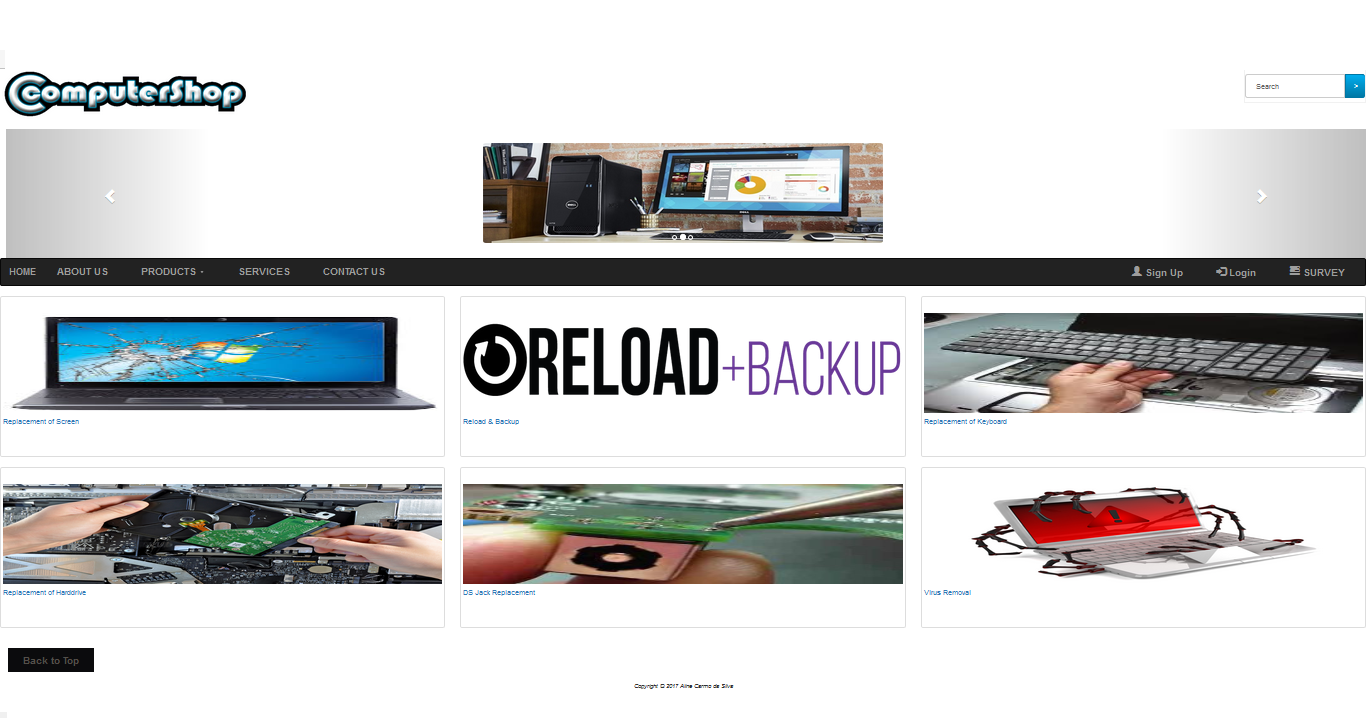 ComputerShop
Search >
HOME ABOUT US PRODUCTS SERVICES CONTACT US Sign Up Login SURVEY
RELOAD+BACKUP
Replacement of Screen
Reload & Backup
Replacement of Keyboard
Replacement of Harddrive
DS Jack Replacement
Virus Removal
Back to Top
Copyright © 2017 Aline Carmo da Silva